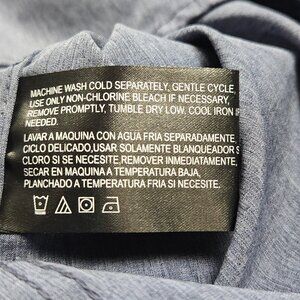 MACHINE WASH COLD SEPARATELY, GENTLE CYCLE,
USE ONLY NON-CHLORINE BLEACH IF NECESSARY,
REMOVE PROMPTLY, TUMBLE DRY LOW. COOL IRON IF
NEEDED.
LAVAR A MAQUINA CON AGUA FRIA SEPARADAMENTE,
CICLO DELICADO,USAR SOLAMENTE BLANQUEADOR S
CLORO SI SE NECESITE,REMOVER INMEDIATAMENTE,
SECAR EN MAQUINA A TEMPERATURA BAJA,
PLANCHADO A TEMPERATURA FRIA SI NECESITE.